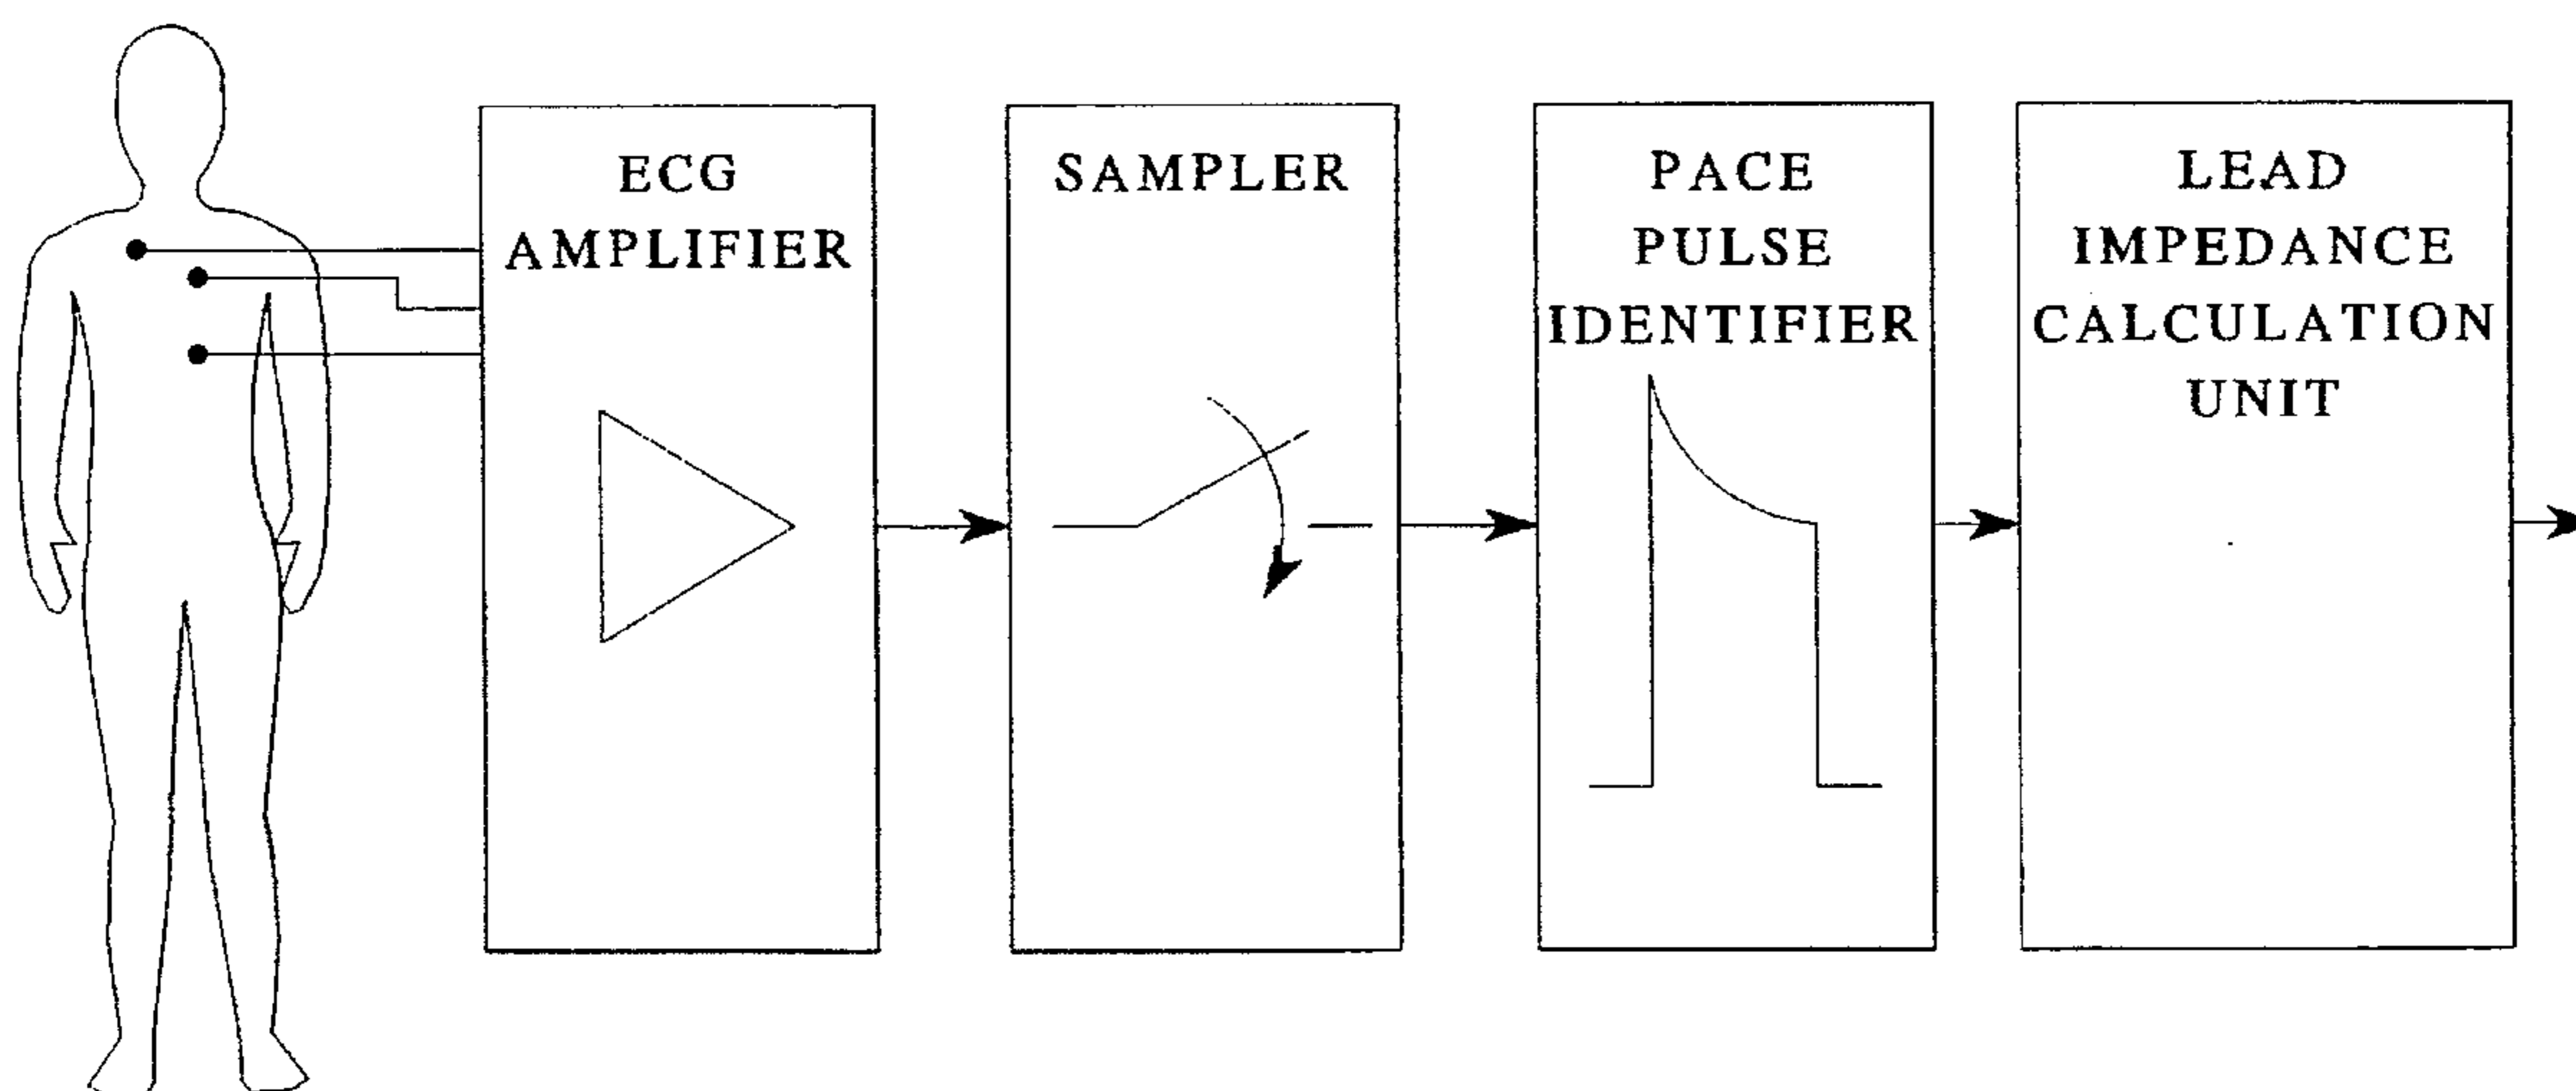 ECG
AMPLIFIER
SAMPLER
PACE
PULSE
IDENTIFIER
LEAD
IMPEDANCE
CALCULATION
UNIT